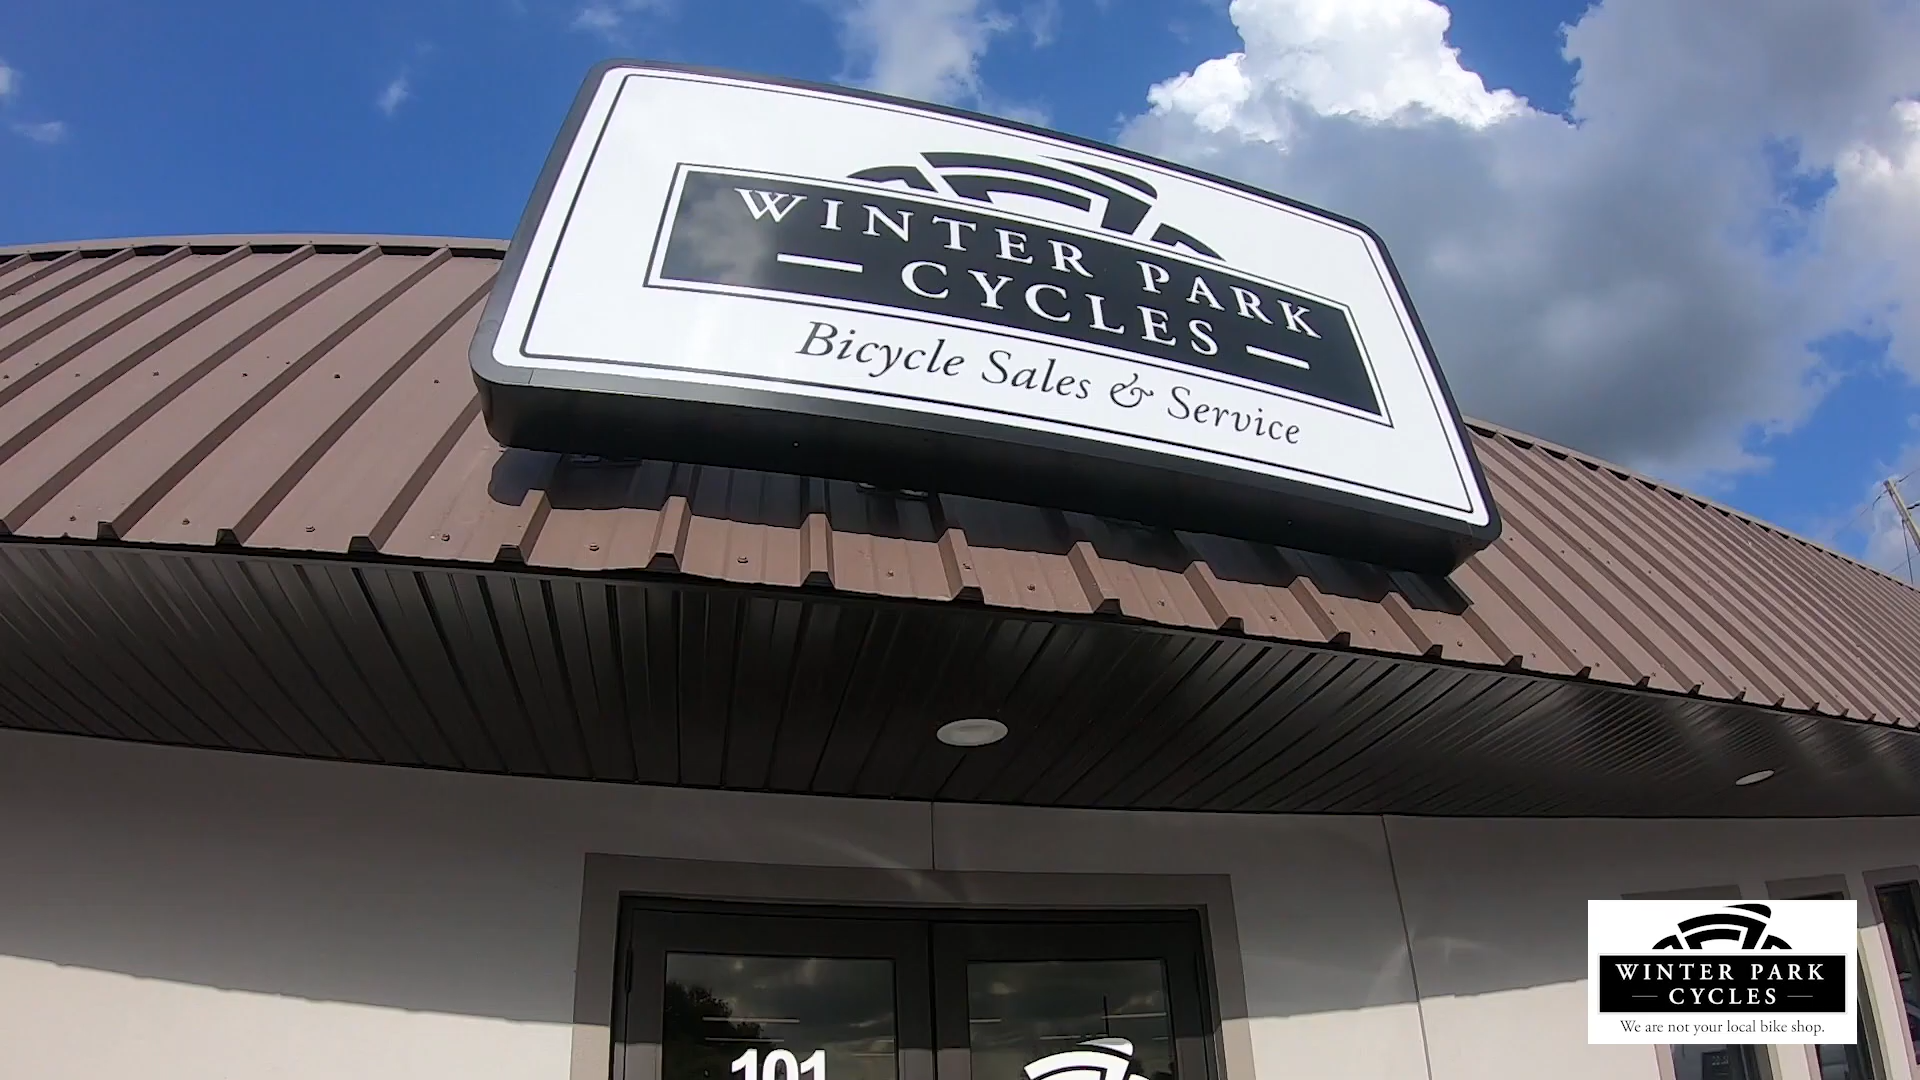 WINTER PARK
CYCLES
Bicycle Sales & Service
101
WINTER PARK
CYCLES
We are not your local bike shop.